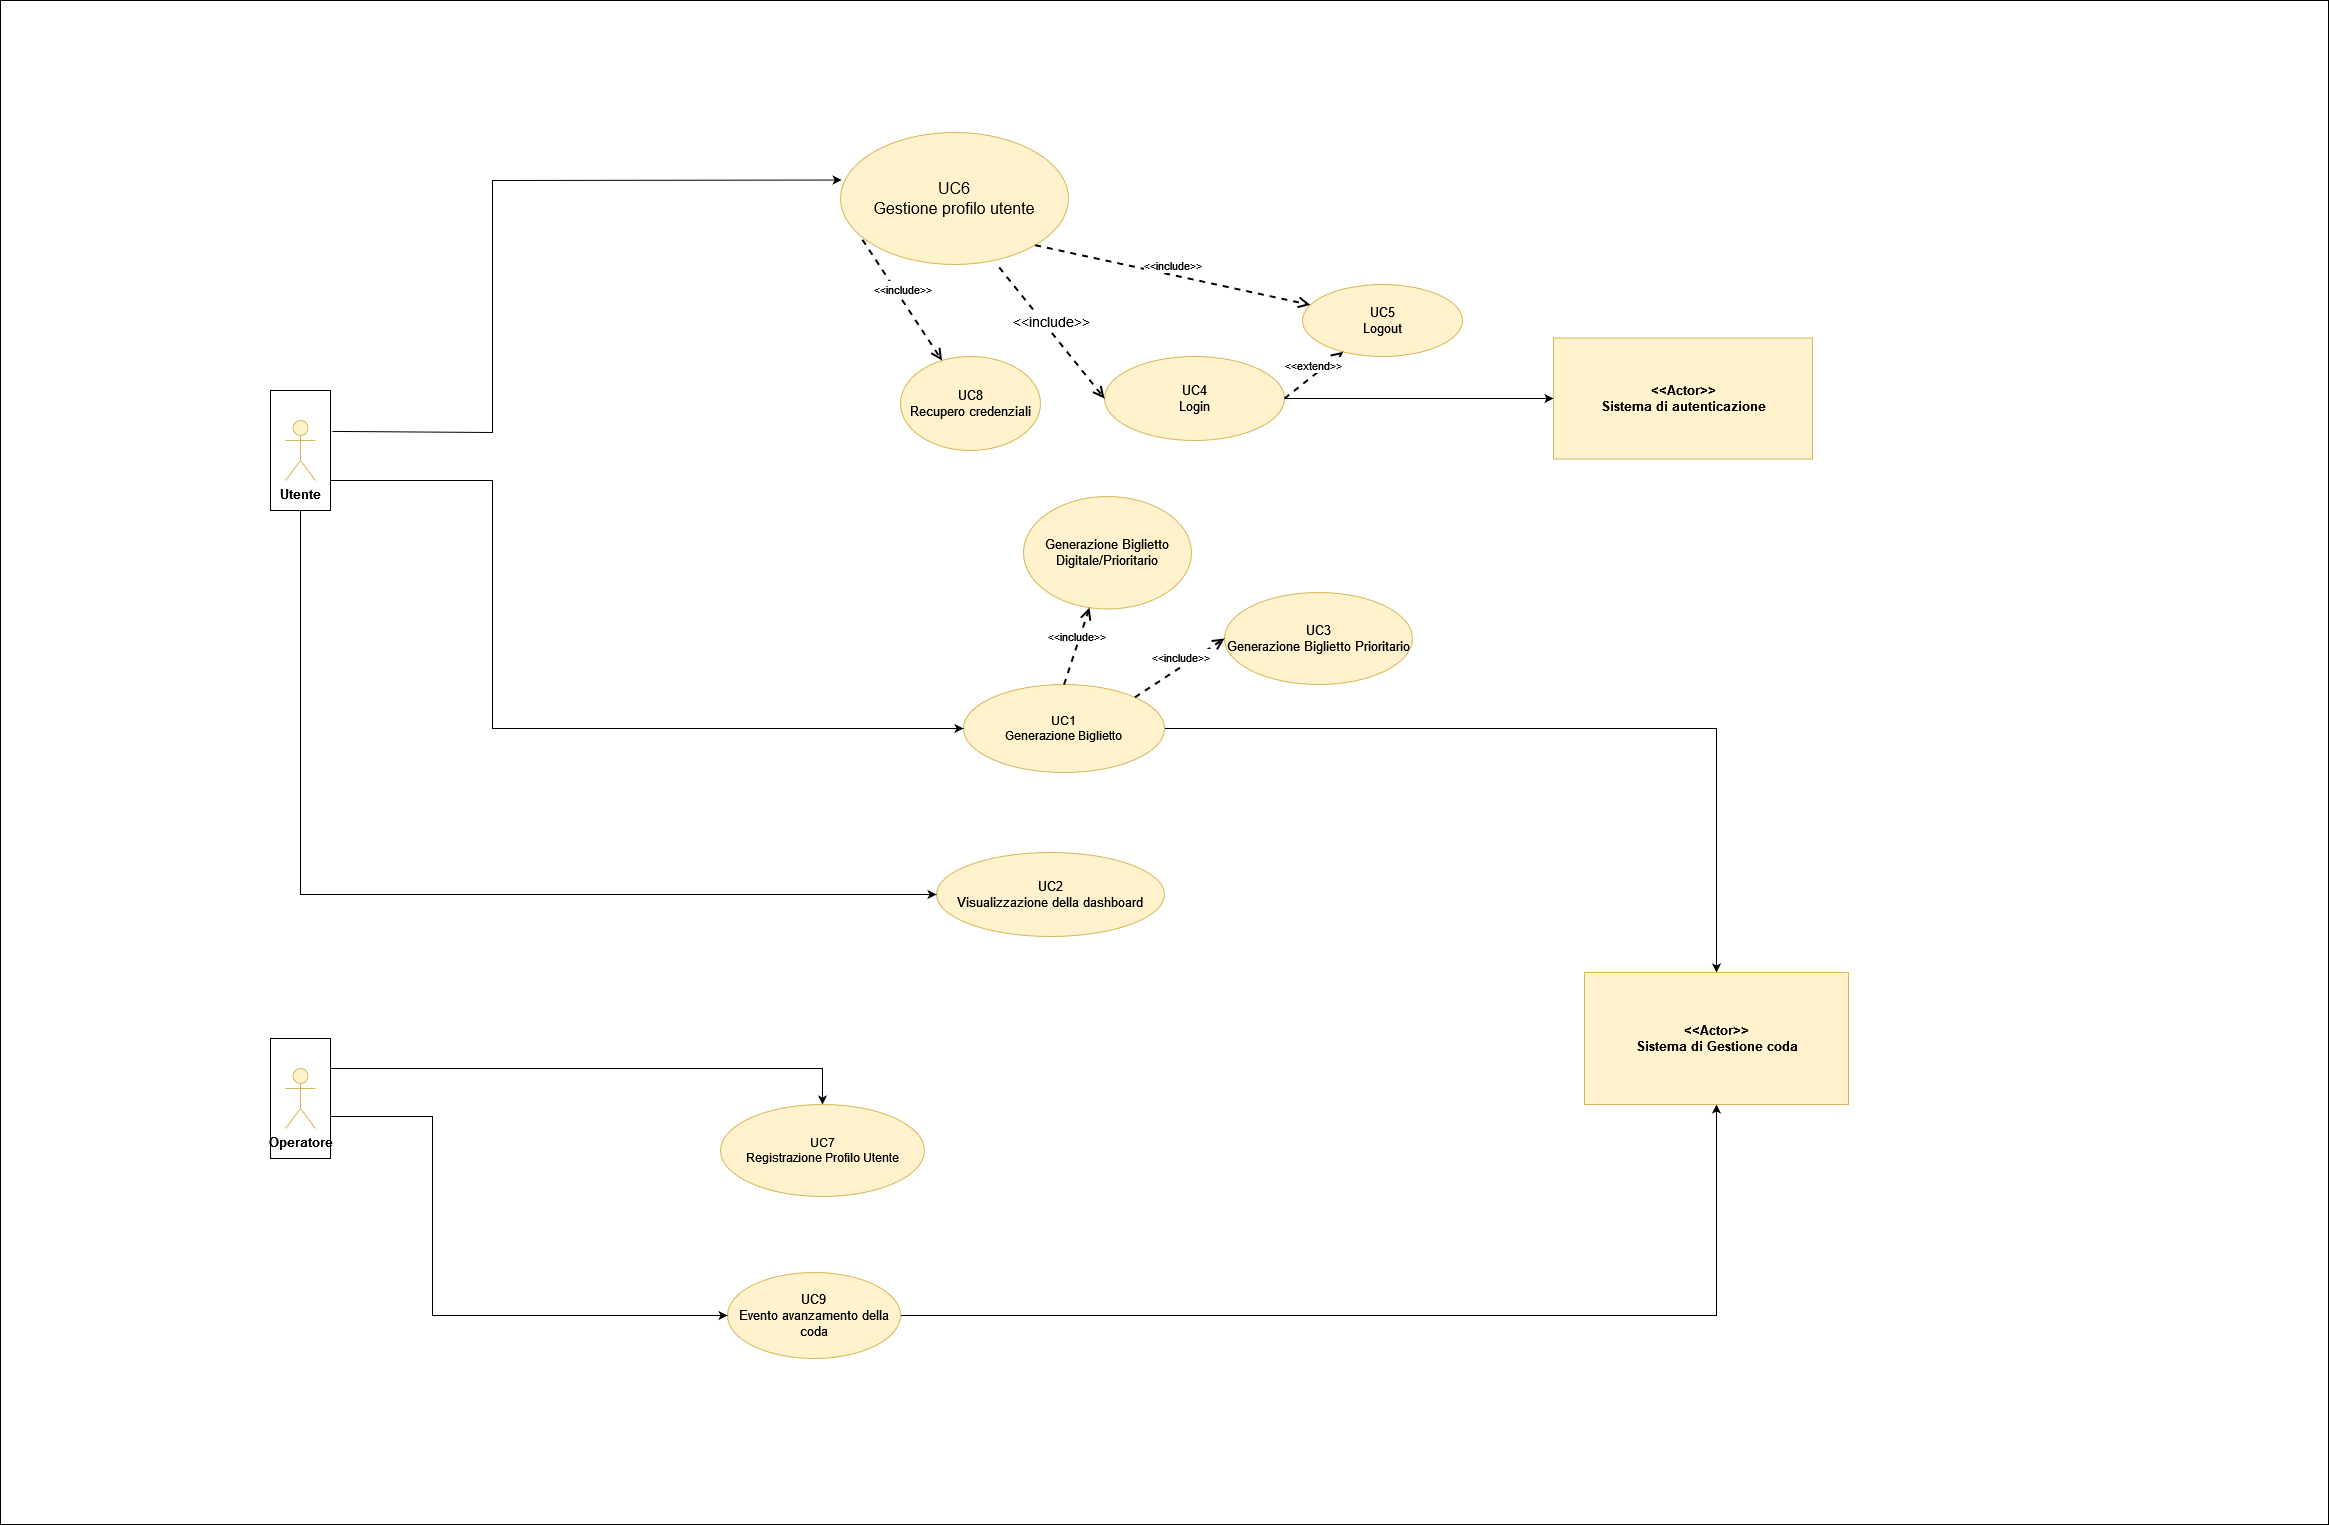 UC6
Gestione profilo utente
<<include>>
<<include>>
<<include>>
UC5
Logout
<<extend>>
UC8
Recupero credenziali
UC4
Login
<<Actor>>
Sistema di autenticazione
Utente
Generazione Biglietto
Digitale/Prioritario
<<include>>
UC3
Generazione Biglietto Prioritario
<<include>>
UC1
Generazione Biglietto
UC2
Visualizzazione della dashboard
<<Actor>>
Sistema di Gestione coda
Operatore
UC7
Registrazione Profilo Utente
UC9
Evento avanzamento della
coda